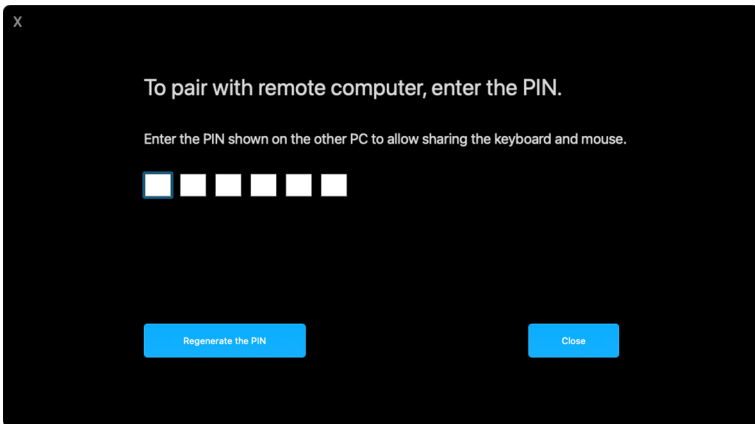 X
To pair with remote computer, enter the PIN.
Enter the PIN shown on the other PC to allow sharing the keyboard and mouse.
Regenerate the PIN
Close